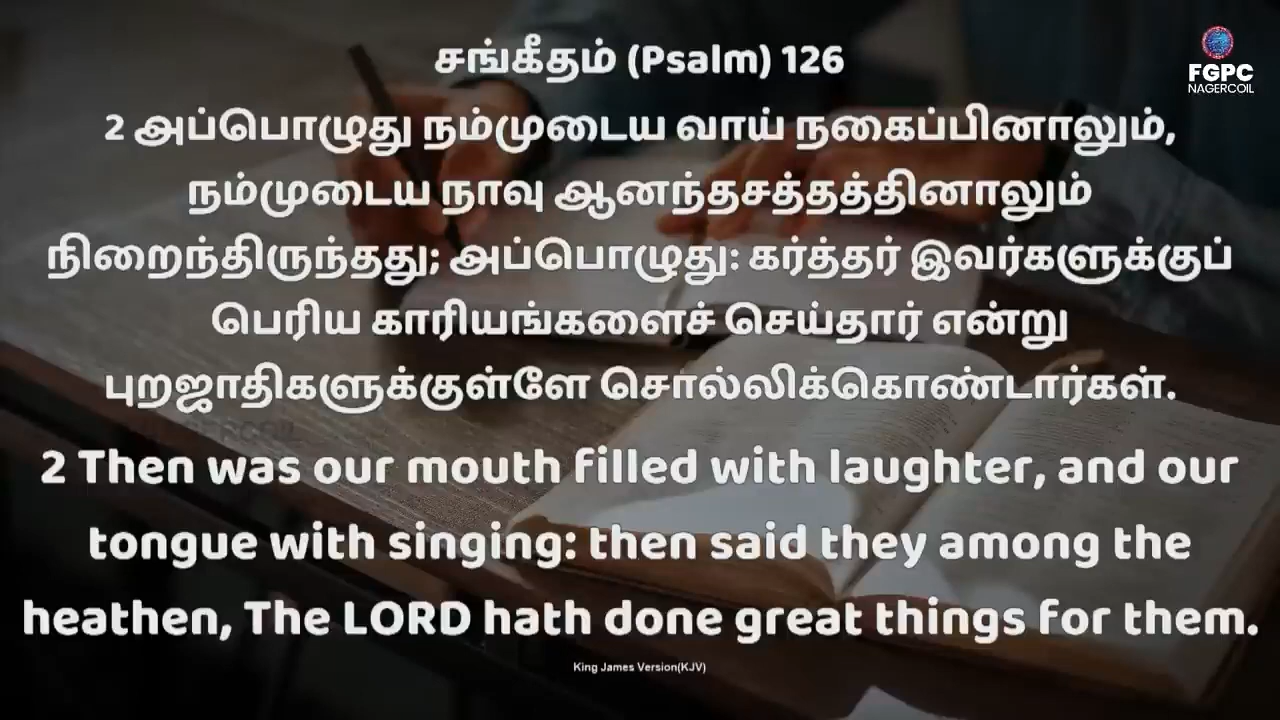 சங்கீதம் (Psalm) 126
FGPC
NAGERCOIL
2 அப்பொழுது நம்முடைய வாய் நகைப்பினாலும்,
நம்முடைய நாவு ஆனந்தசத்தத்தினாலும்
நிறைந்திருந்தது; அப்பொழுது: கர்த்தர் இவர்களுக்குப்
பெரிய காரியங்களைச் செய்தார் என்று
புறஜாதிகளுக்குள்ளே சொல்லிக்கொண்டார்கள்.
2 Then was our mouth filled with laughter, and our
tongue with singing: then said they among the
heathen, The LORD hath done great things for them.
King James Version(KJV)